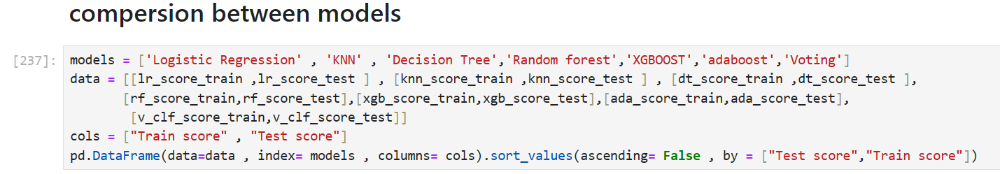 compersion between models
[237]:
models = ['Logistic Regression' , 'KNN' , 'Decision Tree','Random forest','XGBOOST','adaboost','Voting']
data = [[lr_score_train ,lr_score_test ] , [knn_score_train ,knn_score_test ] , [dt_score_train ,dt_score_test ],
[rf_score_train,rf_score_test],[xgb_score_train,xgb_score_test],[ada_score_train,ada_score_test],
[v_clf_score_train,v_clf_score_test]]
cols = ["Train score" , "Test score"]
pd.DataFrame(data=data , index= models , columns= cols).sort_values(ascending= False , by = ["Test score","Train score"])